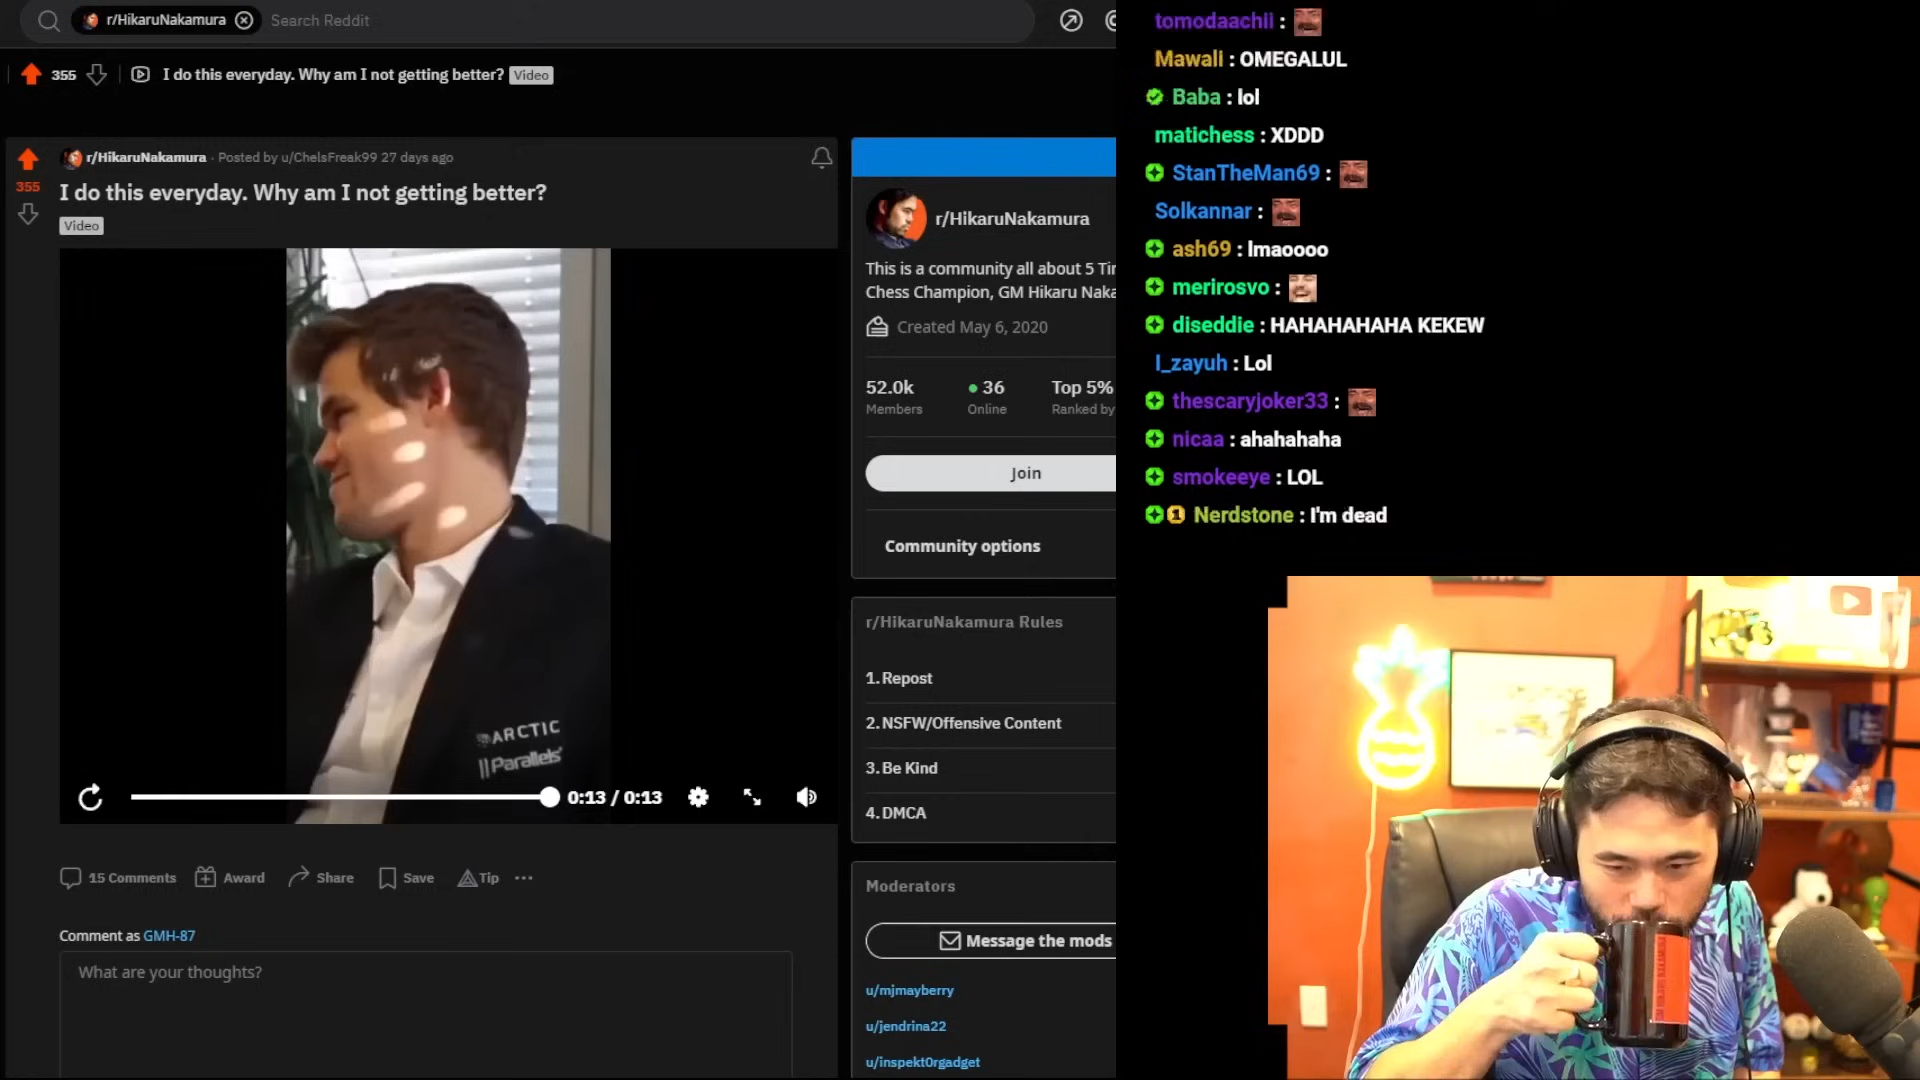 r/HikaruNakamura
Search Reddit
355
I do this everyday. Why am I not getting better?
Video
r/HikaruNakamura · Posted by u/ChelsFreak99 27 days ago
355
I do this everyday. Why am I not getting better?
Video
ARCTIC
Parallels
0:13 / 0:13
15 Comments
Award
Share
Save
Tip
Comment as GMH-87
What are your thoughts?
r/HikaruNakamura
This is a community all about 5 Ti
Chess Champion, GM Hikaru Naka
Created May 6, 2020
52.0k
36
Top 5%
Members
Online
Ranked by
Join
Community options
r/HikaruNakamura Rules
1. Repost
2. NSFW/Offensive Content
3. Be Kind
4. DMCA
Moderators
Message the mods
u/mjmayberry
u/jendrina22
u/inspekt0rgadget
tomodaachii :
Mawali : OMEGALUL
Baba : lol
matichess : XDDD
StanTheMan69 :
Solkannar :
ash69 : lmaoooo
merirosvo :
diseddie : HAHAHAHAHA KEKEW
l_zayuh : Lol
thescaryjoker33 :
nicaa : ahahahaha
smokeeye : LOL
1 Nerdstone : I'm dead